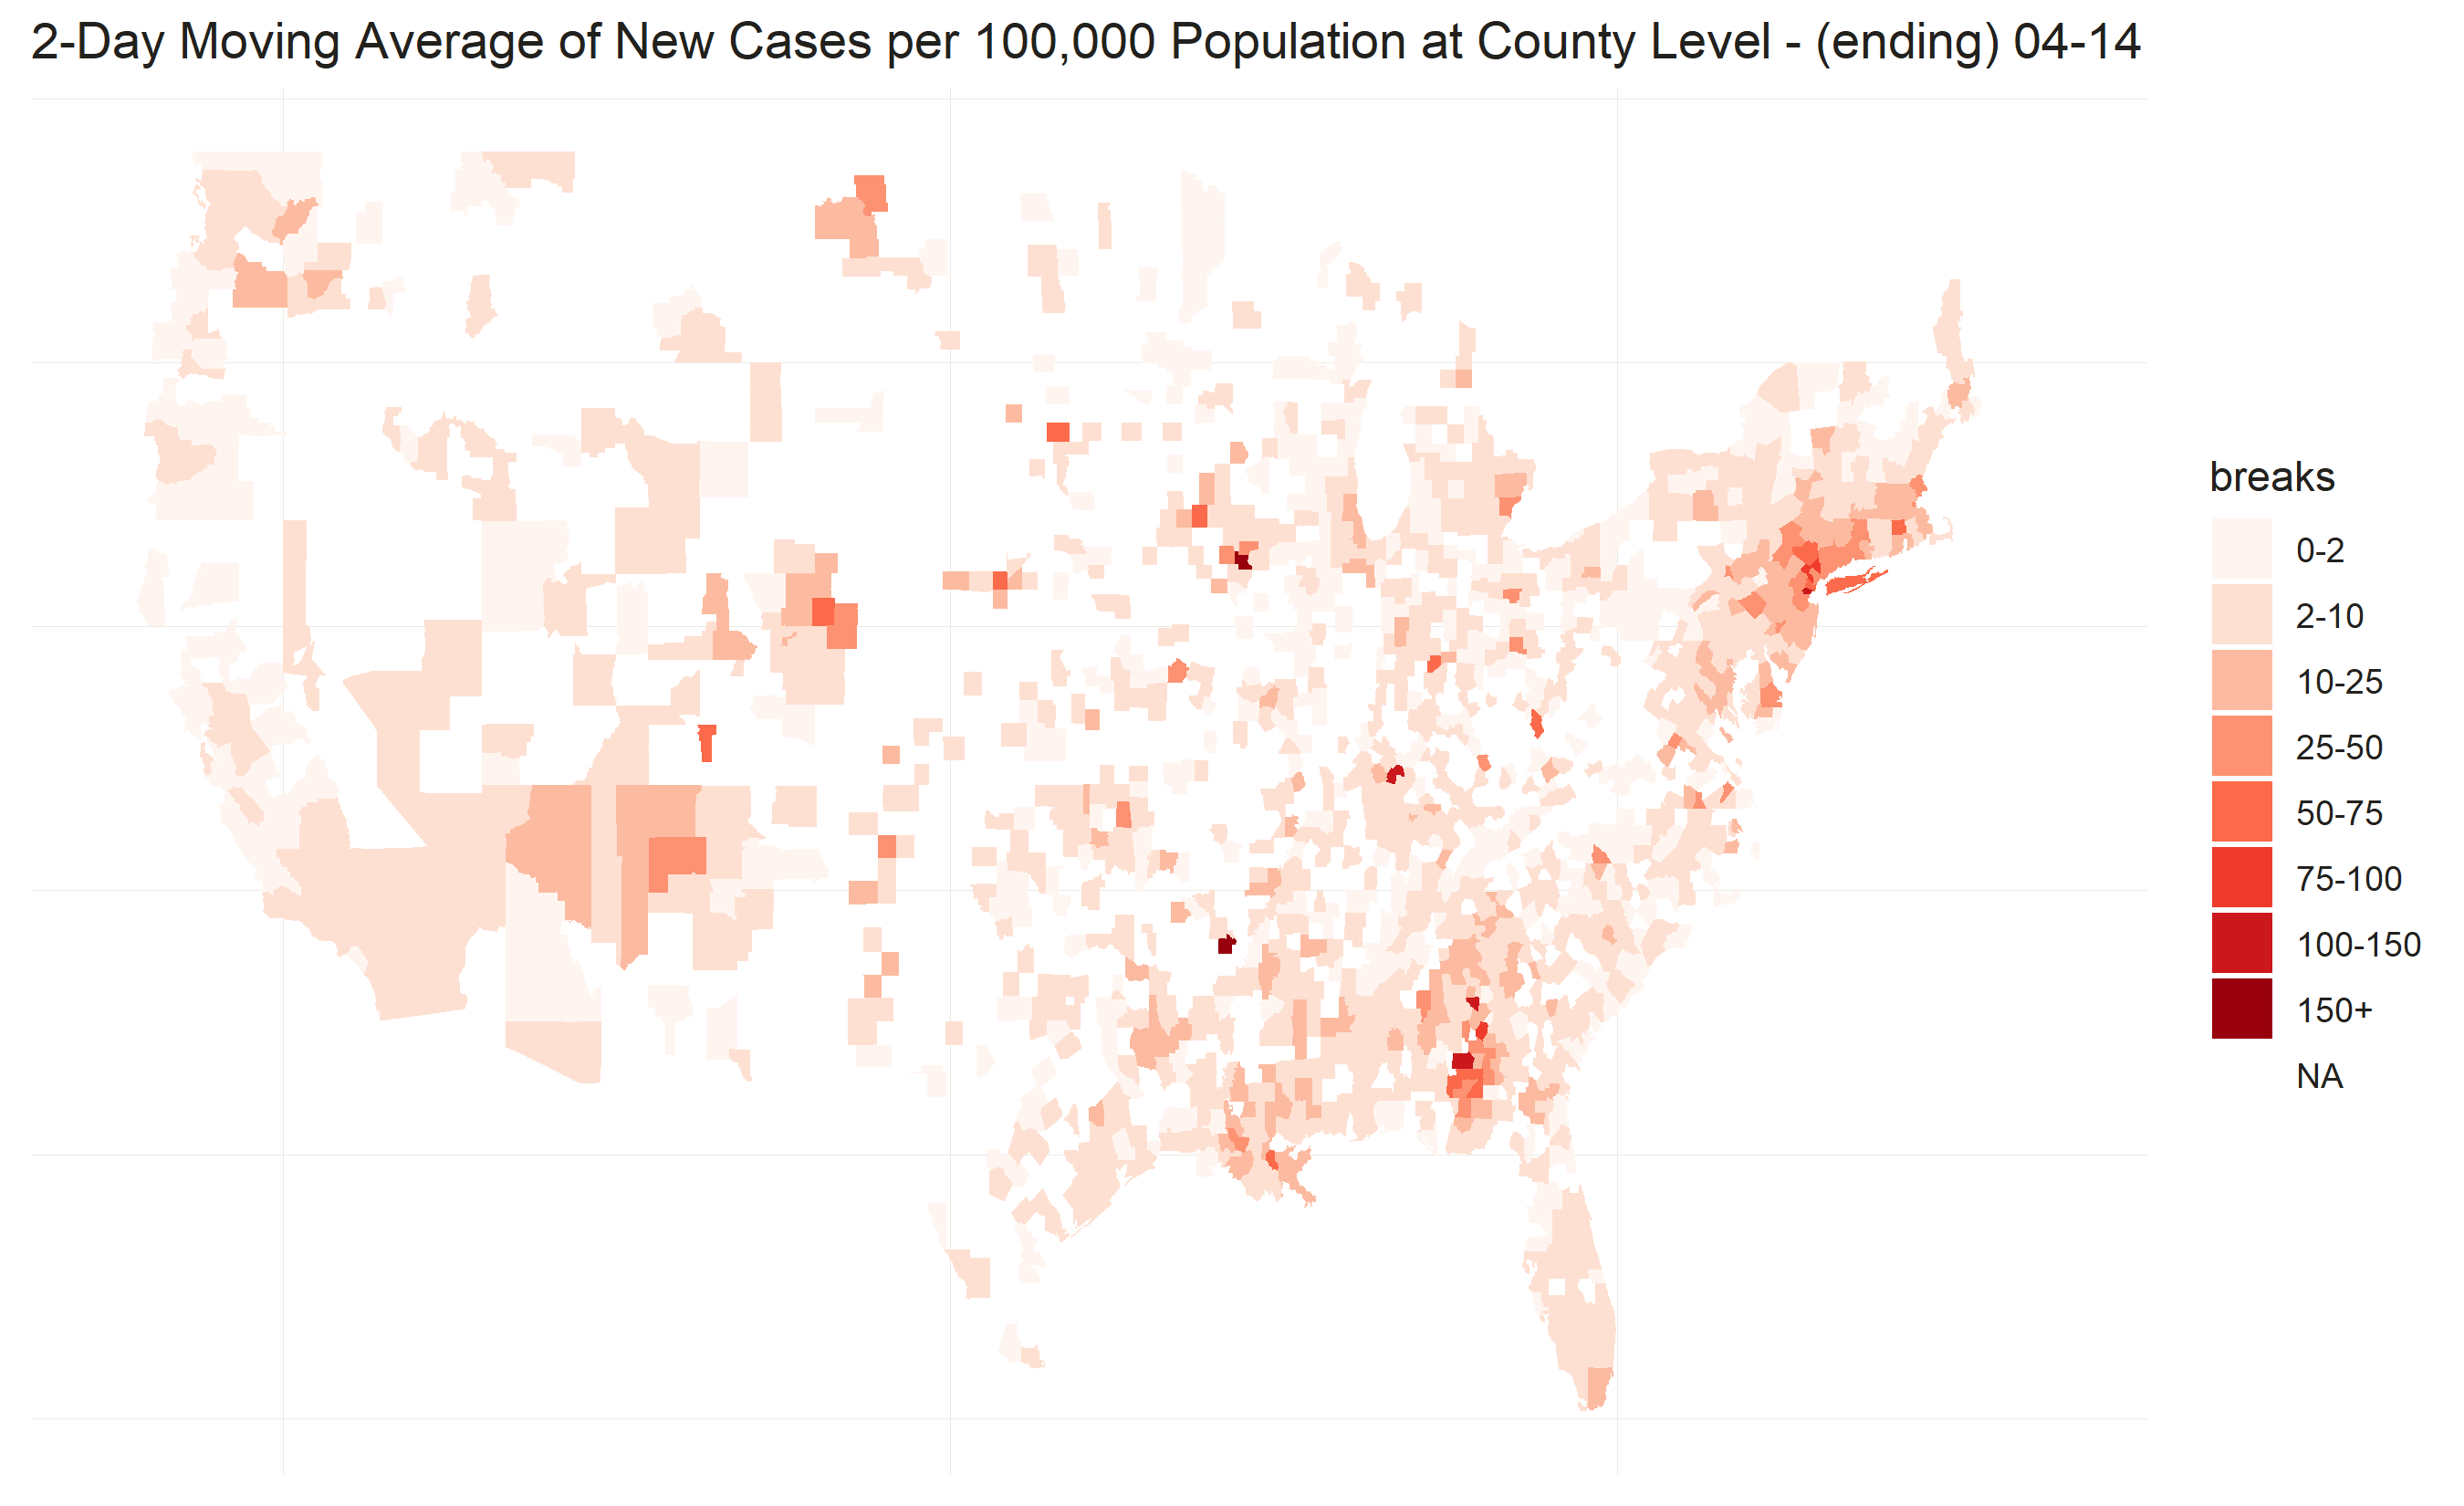 2-Day Moving Average of New Cases per 100,000 Population at County Level - (ending) 04-14
breaks
0-2
2-10
10-25
25-50
50-75
75-100
100-150
150+
NA